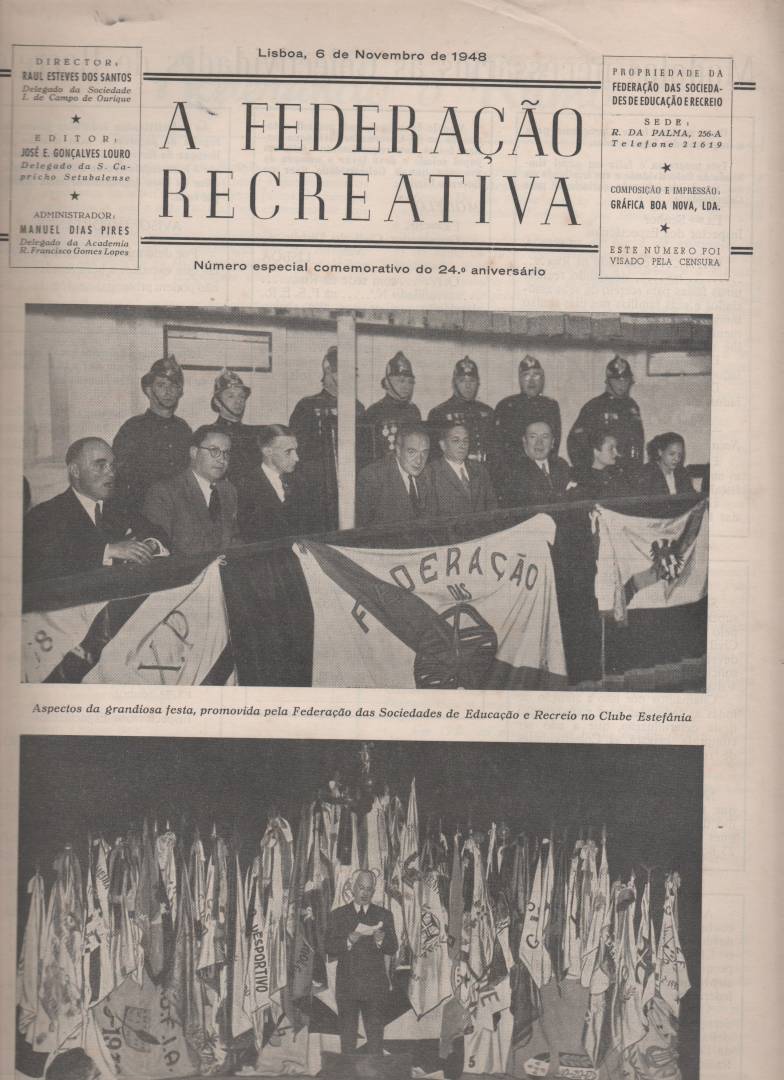 Lisboa, 6 de Novembro de 1948
DIRECTOR:
RAUL ESTEVES DOS SANTOS
Delegado da Sociedade
I. de Campo de Ourique
★
EDITOR:
JOSÉ E. GONÇALVES LOURO
Delegado da S. Ca-
pricho Setubalense
★
ADMINISTRADOR:
MANUEL DIAS PIRES
Delegado da Academia
R. Francisco Gomes Lopes
A FEDERAÇÃO
RECREATIVA
PROPRIEDADE DA
FEDERAÇÃO DAS SOCIEDA-
DES DE EDUCAÇÃO E RECREIO
SEDE:
R. DA PALMA, 256-A
Telefone 21619
★
COMPOSIÇÃO E IMPRESSÃO:
GRÁFICA BOA NOVA, LDA.
★
ESTE NÚMERO FOI
VISADO PELA CENSURA
Número especial comemorativo do 24.º aniversário
FEDERAÇÃO
DAS
Aspectos da grandiosa festa, promovida pela Federação das Sociedades de Educação e Recreio no Clube Estefânia
DESPORTIVO